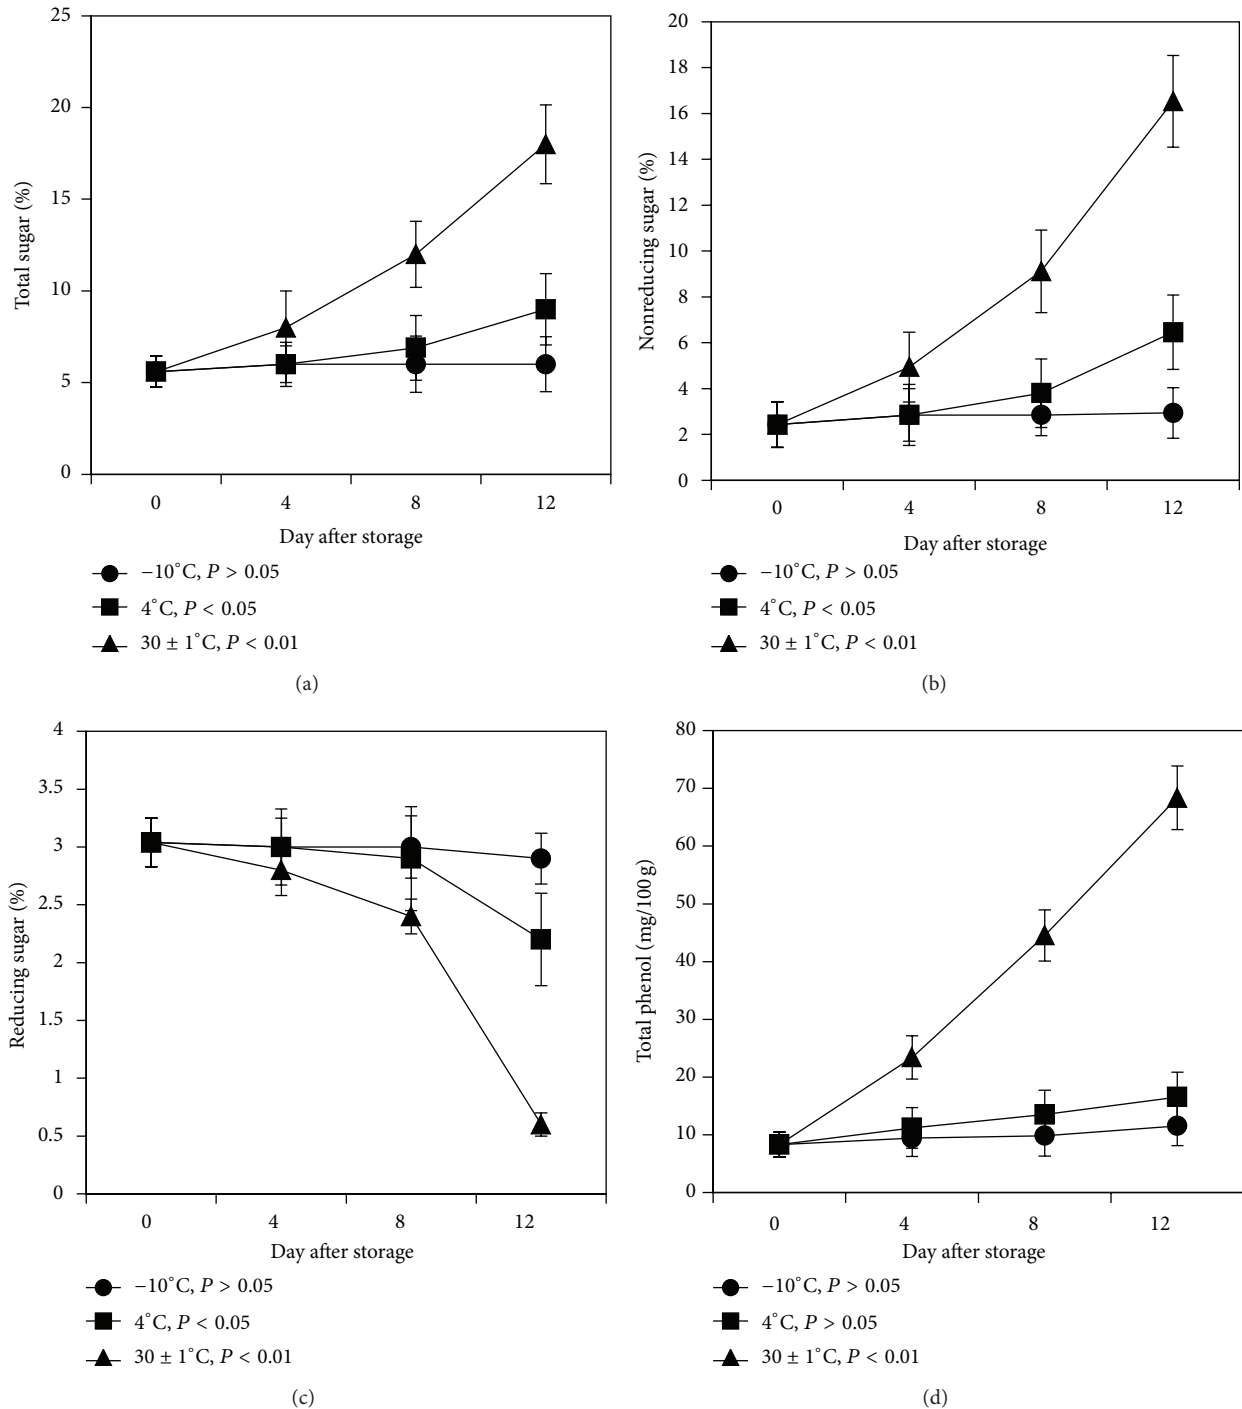 25
20
15
10
5
0
Total sugar (%)
0 4 8 12
Day after storage
−10°C, P > 0.05
4°C, P < 0.05
30 ± 1°C, P < 0.01
(a)
20
18
16
14
12
10
8
6
4
2
0
Nonreducing sugar (%)
0 4 8 12
Day after storage
−10°C, P > 0.05
4°C, P < 0.05
30 ± 1°C, P < 0.01
(b)
4
3.5
3
2.5
2
1.5
1
0.5
0
Reducing sugar (%)
0 4 8 12
Day after storage
−10°C, P > 0.05
4°C, P < 0.05
30 ± 1°C, P < 0.01
(c)
80
70
60
50
40
30
20
10
0
Total phenol (mg/100 g)
0 4 8 12
Day after storage
−10°C, P > 0.05
4°C, P > 0.05
30 ± 1°C, P < 0.01
(d)